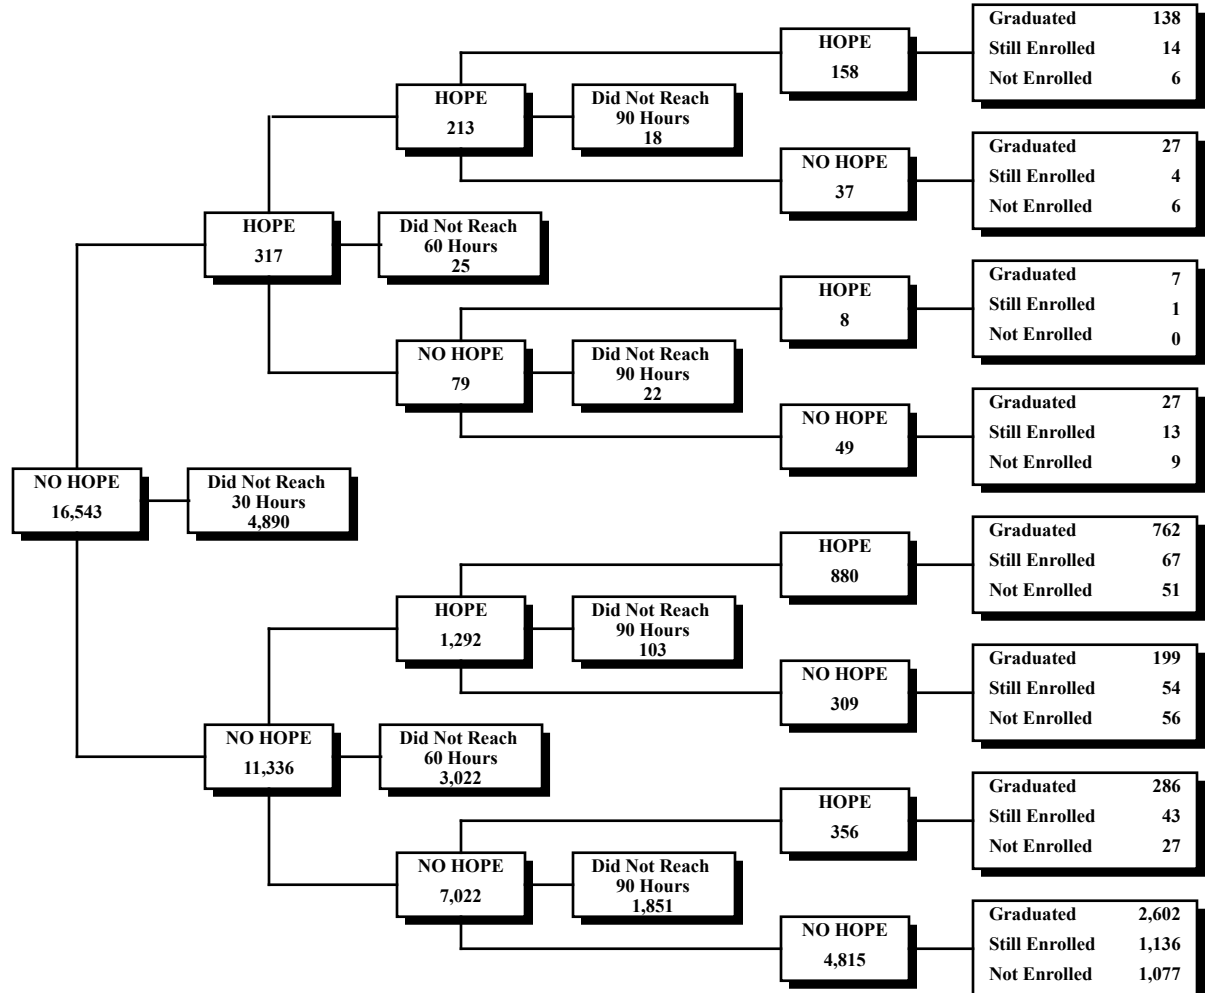 HOPE
158
Graduated 138
Still Enrolled 14
Not Enrolled 6
HOPE
213
Did Not Reach
90 Hours
18
NO HOPE
37
Graduated 27
Still Enrolled 4
Not Enrolled 6
HOPE
317
Did Not Reach
60 Hours
25
HOPE
8
Graduated 7
Still Enrolled 1
Not Enrolled 0
NO HOPE
79
Did Not Reach
90 Hours
22
NO HOPE
49
Graduated 27
Still Enrolled 13
Not Enrolled 9
NO HOPE
16,543
Did Not Reach
30 Hours
4,890
HOPE
880
Graduated 762
Still Enrolled 67
Not Enrolled 51
HOPE
1,292
Did Not Reach
90 Hours
103
NO HOPE
309
Graduated 199
Still Enrolled 54
Not Enrolled 56
NO HOPE
11,336
Did Not Reach
60 Hours
3,022
HOPE
356
Graduated 286
Still Enrolled 43
Not Enrolled 27
NO HOPE
7,022
Did Not Reach
90 Hours
1,851
NO HOPE
4,815
Graduated 2,602
Still Enrolled 1,136
Not Enrolled 1,077